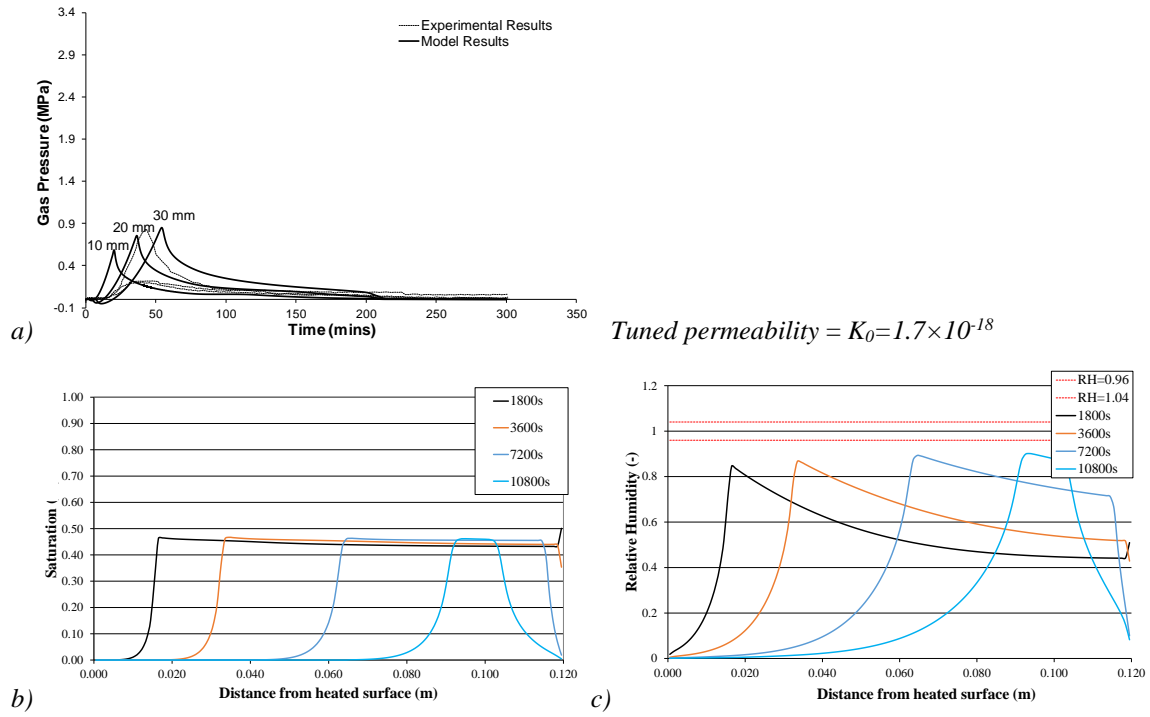 3.4
2.9
2.4
1.9
1.4
0.9
0.4
-0.1
Gas Pressure (MPa)
Experimental Results
Model Results
10 mm
20 mm
30 mm
0 50 100 150 200 250 300 350
Time (mins)
a)
Tuned permeability = K0=1.7×10-18
1.00
0.90
0.80
0.70
0.60
0.50
0.40
0.30
0.20
0.10
0.00
Saturation (
1800s
3600s
7200s
10800s
0.000 0.020 0.040 0.060 0.080 0.100 0.120
Distance from heated surface (m)
b)
1.2
1
0.8
0.6
0.4
0.2
0
Relative Humidity (-)
RH=0.96
RH=1.04
1800s
3600s
7200s
10800s
0.000 0.020 0.040 0.060 0.080 0.100 0.120
Distance from heated surface (m)
c)